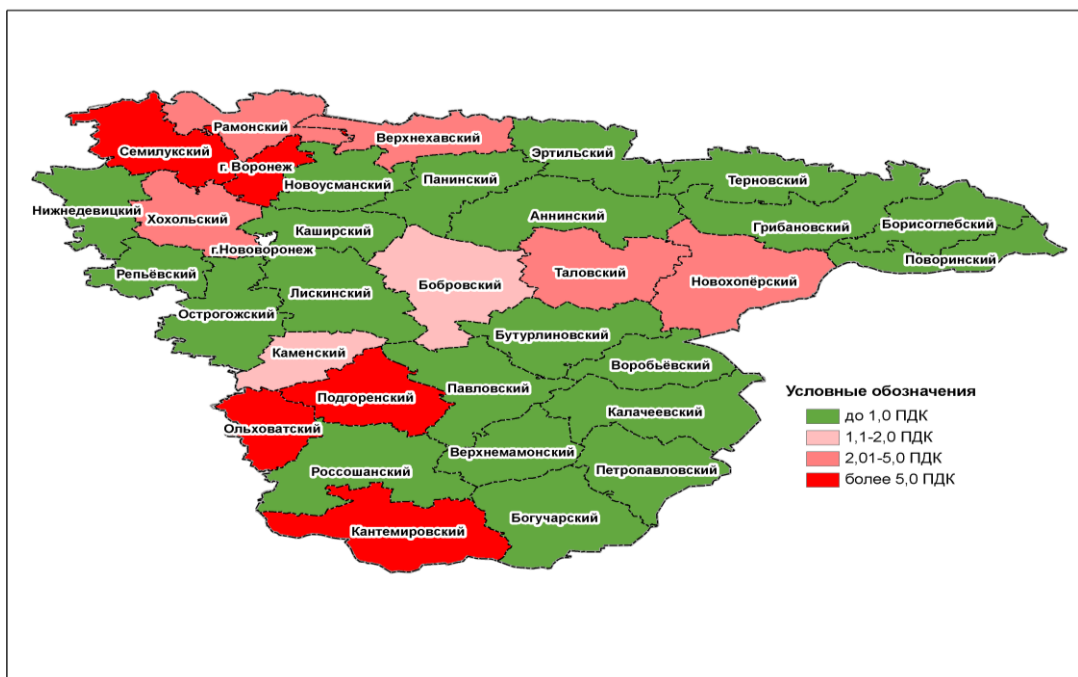 Рамонский
Верхнехавский
Семилукский
Эртильский
г. Воронеж
Новоусманский
Панинский
Терновский
Нижнедевицкий
Хохольский
Аннинский
Каширский
Грибановский
Борисоглебский
г.Нововоронеж
Поворинский
Репьёвский
Лискинский
Бобровский
Таловский
Новохопёрский
Острогожский
Бутурлиновский
Каменский
Воробьёвский
Павловский
Подгоренский
Калачеевский
Ольховатский
Верхнемамонский
Россошанский
Петропавловский
Богучарский
Кантемировский
Условные обозначения
до 1,0 ПДК
1,1-2,0 ПДК
2,01-5,0 ПДК
более 5,0 ПДК